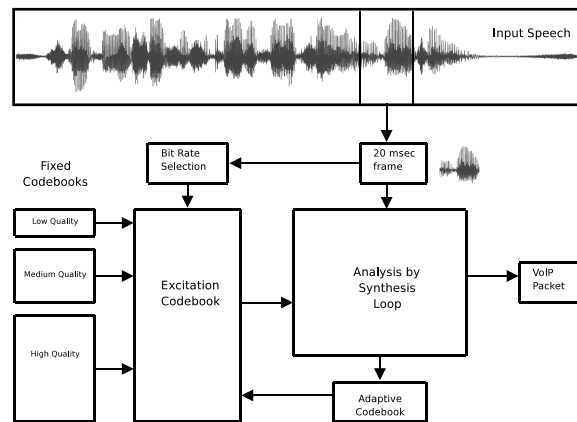 Input Speech
Bit Rate
Selection
20 msec
frame
Fixed
Codebooks
Low Quality
Medium Quality
High Quality
Excitation
Codebook
Analysis by
Synthesis
Loop
VoIP
Packet
Adaptive
Codebook